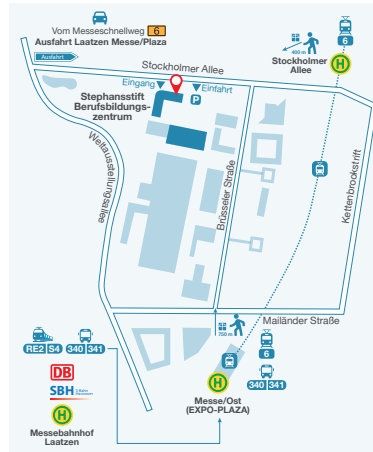 Vom Messeschnellweg 6
Ausfahrt Laatzen Messe/Plaza
Ausfahrt
Stockholmer Allee
6
400 m
Stockholmer
Allee
H
Eingang
Einfahrt
P
Stephansstift
Berufsbildungs-
zentrum
Weltausstellungsallee
Brüsseler Straße
Kettenbrookstrift
Mailänder Straße
750 m
RE2 S4
340 341
DB
SBH
H
Messebahnhof
Laatzen
6
340 341
H
Messe/Ost
(EXPO-PLAZA)